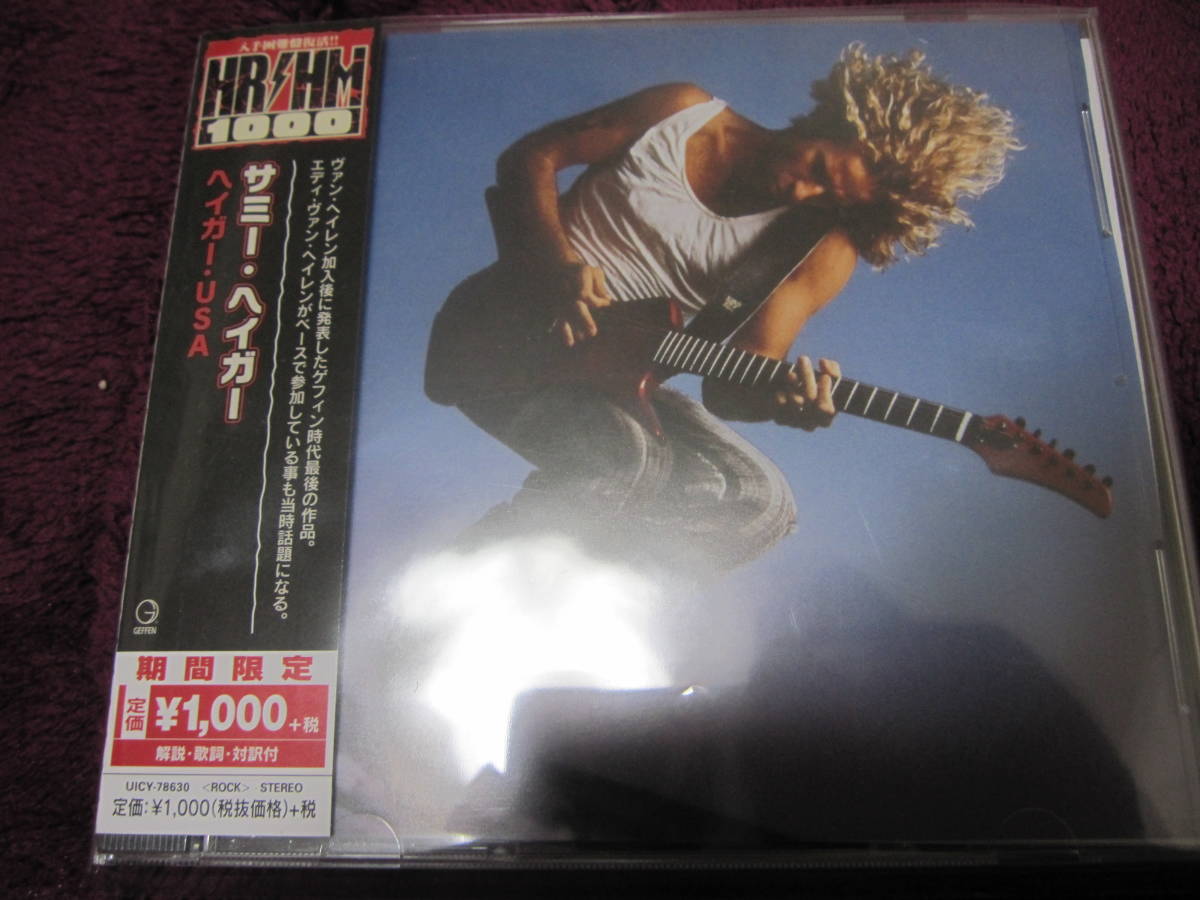 入手困難盤復活!!
HR/HM
1000
サミー・ヘイガー
ヘイガー・USA
ヴァン・ヘイレン加入後に発表したゲフィン時代最後の作品。
エディ・ヴァン・ヘイレンがベースで参加している事も当時話題になる。
GEFFEN
期間限定
定価 ¥1,000+税
解説・歌詞・対訳付
UICY-78630 〈ROCK〉 STEREO
定価:¥1,000(税抜価格)+税